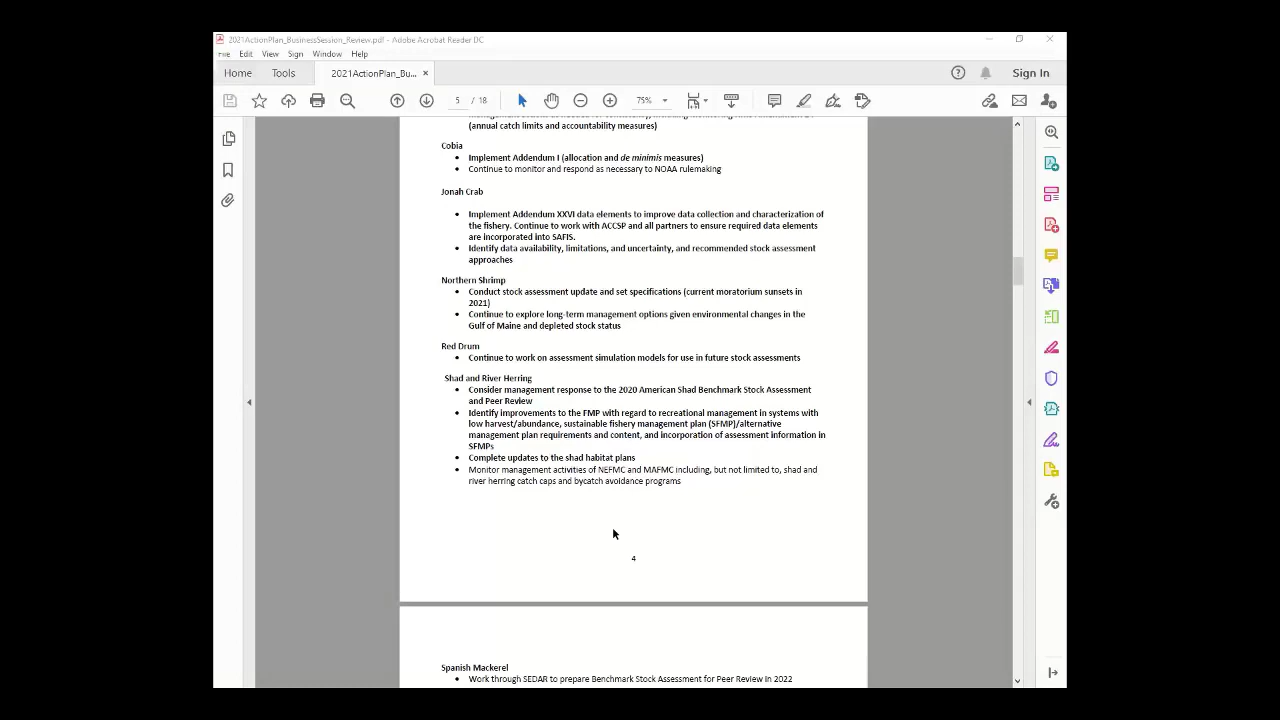 2021ActionPlan_BusinessSession_Review.pdf - Adobe Acrobat Reader DC
File Edit View Sign Window Help
Home Tools 2021ActionPlan_Bu... × Sign In
5 / 18 75%
(annual catch limits and accountability measures)
Cobia
• Implement Addendum I (allocation and de minimis measures)
• Continue to monitor and respond as necessary to NOAA rulemaking
Jonah Crab
• Implement Addendum XXVI data elements to improve data collection and characterization of
the fishery. Continue to work with ACCSP and all partners to ensure required data elements
are incorporated into SAFIS.
• Identify data availability, limitations, and uncertainty, and recommended stock assessment
approaches
Northern Shrimp
• Conduct stock assessment update and set specifications (current moratorium sunsets in
2021)
• Continue to explore long-term management options given environmental changes in the
Gulf of Maine and depleted stock status
Red Drum
• Continue to work on assessment simulation models for use in future stock assessments
Shad and River Herring
• Consider management response to the 2020 American Shad Benchmark Stock Assessment
and Peer Review
• Identify improvements to the FMP with regard to recreational management in systems with
low harvest/abundance, sustainable fishery management plan (SFMP)/alternative
management plan requirements and content, and incorporation of assessment information in
SFMPs
• Complete updates to the shad habitat plans
• Monitor management activities of NEFMC and MAFMC including, but not limited to, shad and
river herring catch caps and bycatch avoidance programs
4
Spanish Mackerel
• Work through SEDAR to prepare Benchmark Stock Assessment for Peer Review in 2022